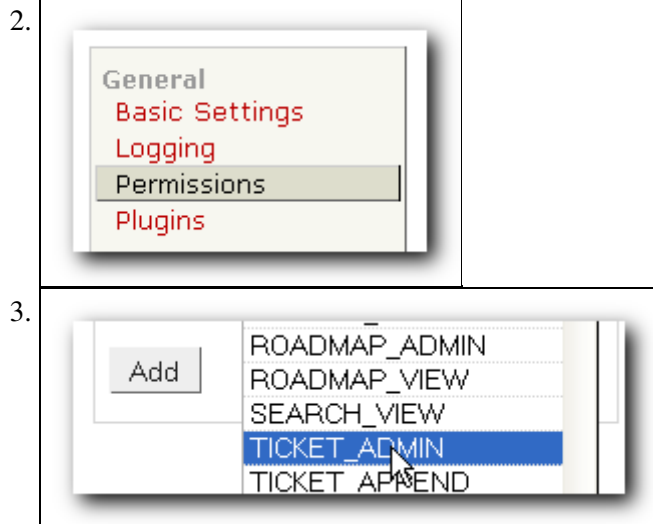 2.
General
Basic Settings
Logging
Permissions
Plugins
3.
Add
ROADMAP_ADMIN
ROADMAP_VIEW
SEARCH_VIEW
TICKET_ADMIN
TICKET_APPEND